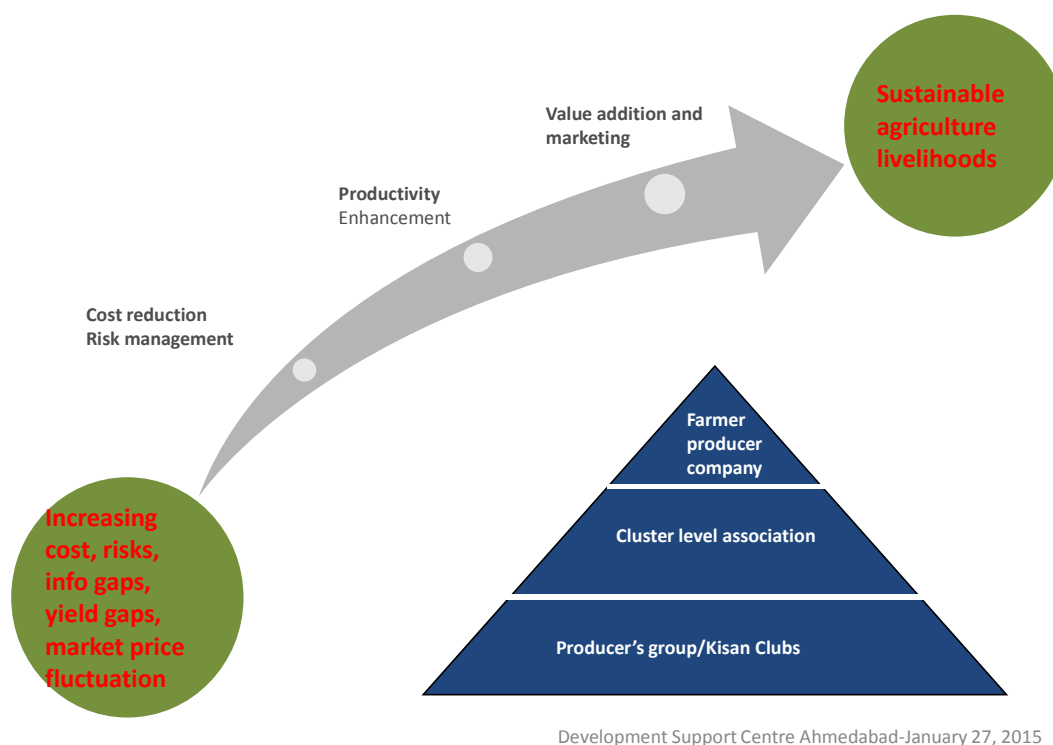 Sustainable
agriculture
livelihoods
Value addition and
marketing
Productivity
Enhancement
Cost reduction
Risk management
Increasing
cost, risks,
info gaps,
yield gaps,
market price
fluctuation
Farmer
producer
company
Cluster level association
Producer’s group/Kisan Clubs
Development Support Centre Ahmedabad-January 27, 2015